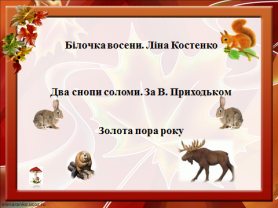 Білочка восени. Ліна Костенко
Два снопи соломи. За В. Приходьком
Золота пора року